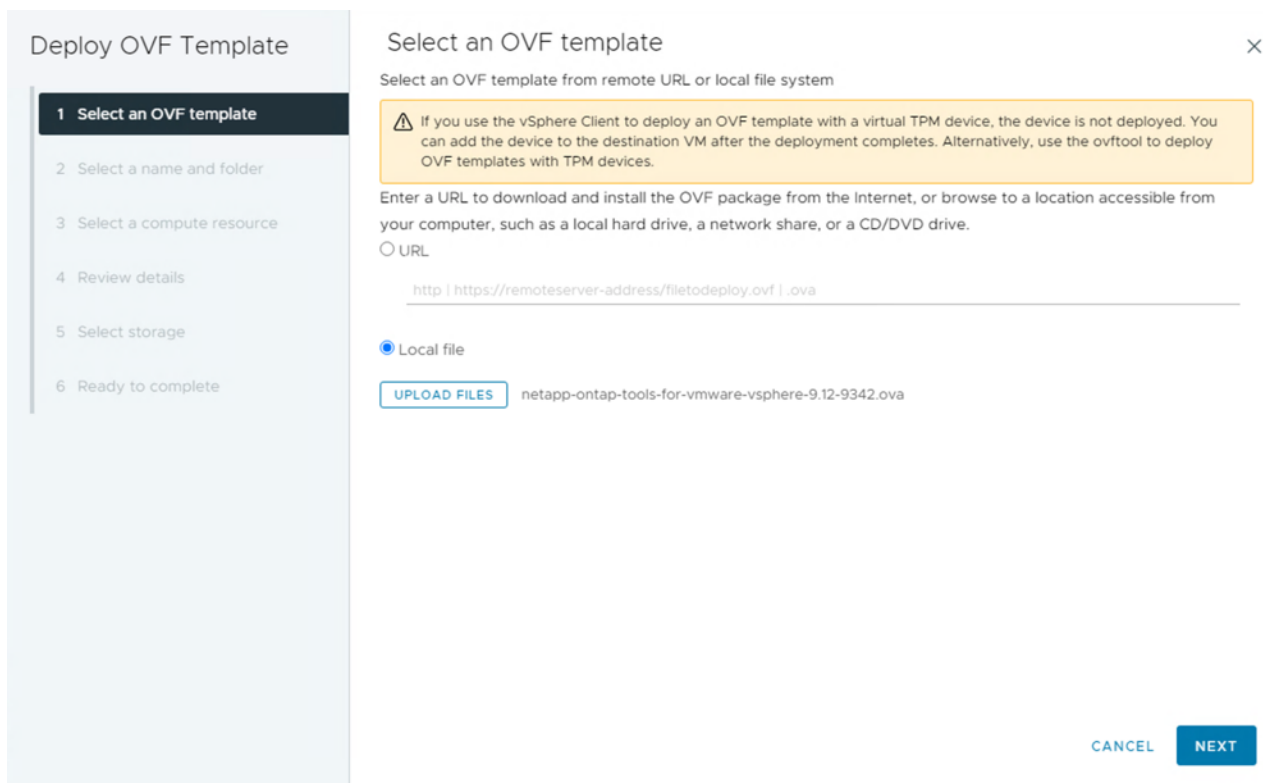 Deploy OVF Template
1 Select an OVF template
2 Select a name and folder
3 Select a compute resource
4 Review details
5 Select storage
6 Ready to complete
Select an OVF template
Select an OVF template from remote URL or local file system
If you use the vSphere Client to deploy an OVF template with a virtual TPM device, the device is not deployed. You
can add the device to the destination VM after the deployment completes. Alternatively, use the ovftool to deploy
OVF templates with TPM devices.
Enter a URL to download and install the OVF package from the Internet, or browse to a location accessible from
your computer, such as a local hard drive, a network share, or a CD/DVD drive.
URL
http | https://remoteserver-address/filetodeploy.ovf | .ova
Local file
UPLOAD FILES netapp-ontap-tools-for-vmware-vsphere-9.12-9342.ova
CANCEL NEXT